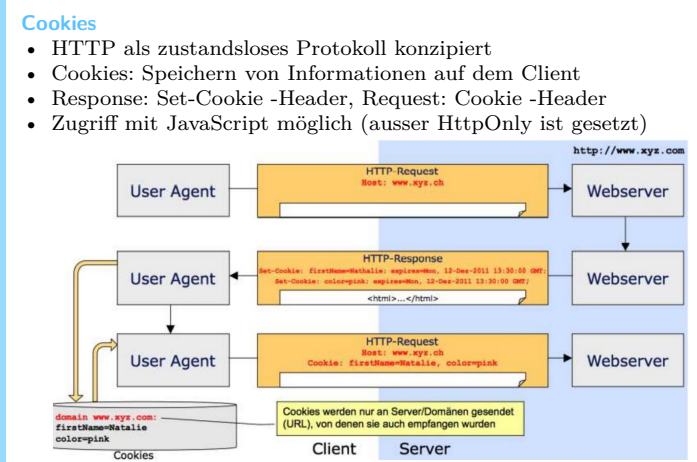 Cookies
• HTTP als zustandsloses Protokoll konzipiert
• Cookies: Speichern von Informationen auf dem Client
• Response: Set-Cookie -Header, Request: Cookie -Header
• Zugriff mit JavaScript möglich (ausser HttpOnly ist gesetzt)
http://www.xyz.com
User Agent
HTTP-Request
Host: www.xyz.ch
Webserver
User Agent
HTTP-Response
Set-Cookie: firstName=Nathalie: expires=Mon, 12-Dez-2011 13:30:00 GMT;
Set-Cookie: color=pink: expires=Mon, 12-Dez-2011 13:30:00 GMT;
<html>...</html>
Webserver
User Agent
HTTP-Request
Host: www.xyz.ch
Cookie: firstName=Natalie, color=pink
Webserver
domain www.xyz.com:
firstName=Natalie
color=pink
Cookies
Cookies werden nur an Server/Domänen gesendet
(URL), von denen sie auch empfangen wurden
Client Server